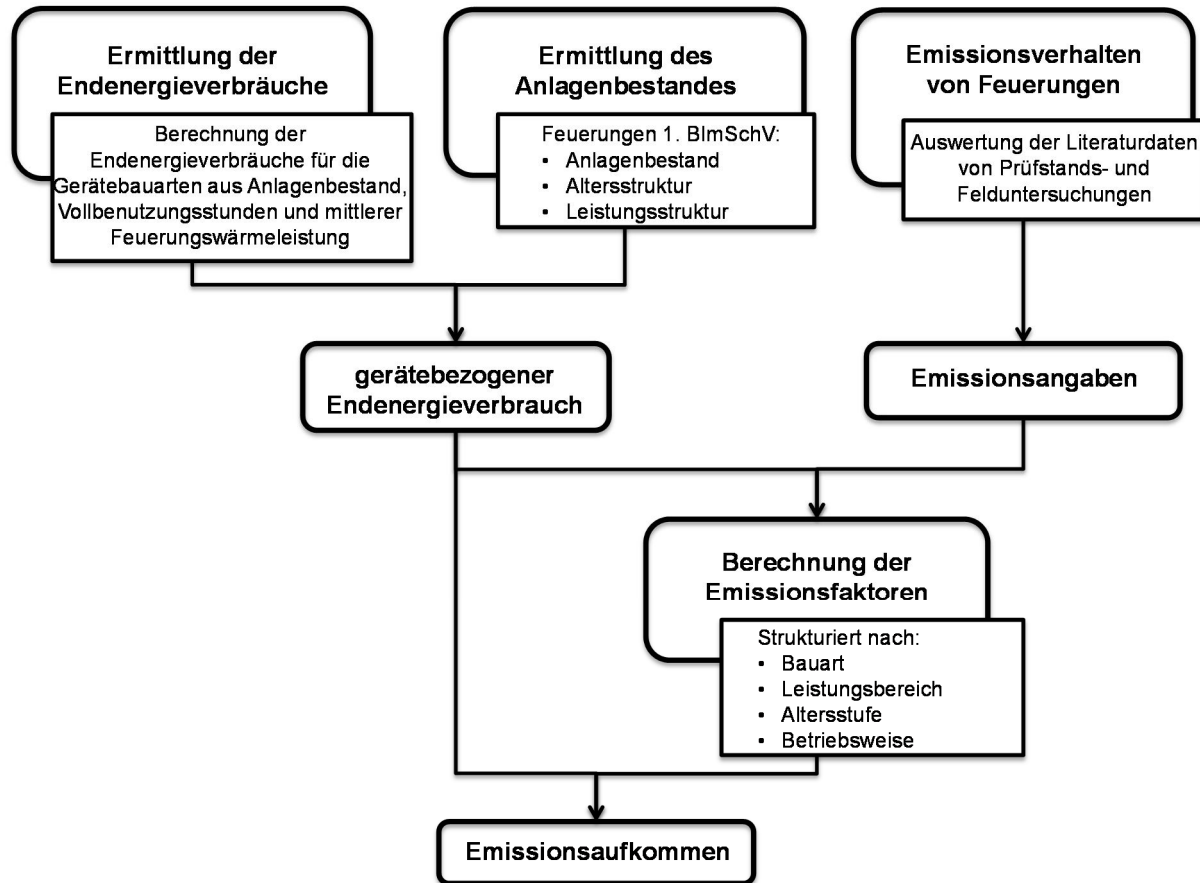 Ermittlung der
Endenergieverbräuche
Berechnung der
Endenergieverbräuche für die
Gerätebauarten aus Anlagenbestand,
Vollbenutzungsstunden und mittlerer
Feuerungswärmeleistung
Ermittlung des
Anlagenbestandes
Feuerungen 1. BImSchV:
• Anlagenbestand
• Altersstruktur
• Leistungsstruktur
Emissionsverhalten
von Feuerungen
Auswertung der Literaturdaten
von Prüfstands- und
Felduntersuchungen
gerätebezogener
Endenergieverbrauch
Emissionsangaben
Berechnung der
Emissionsfaktoren
Strukturiert nach:
• Bauart
• Leistungsbereich
• Altersstufe
• Betriebsweise
Emissionsaufkommen